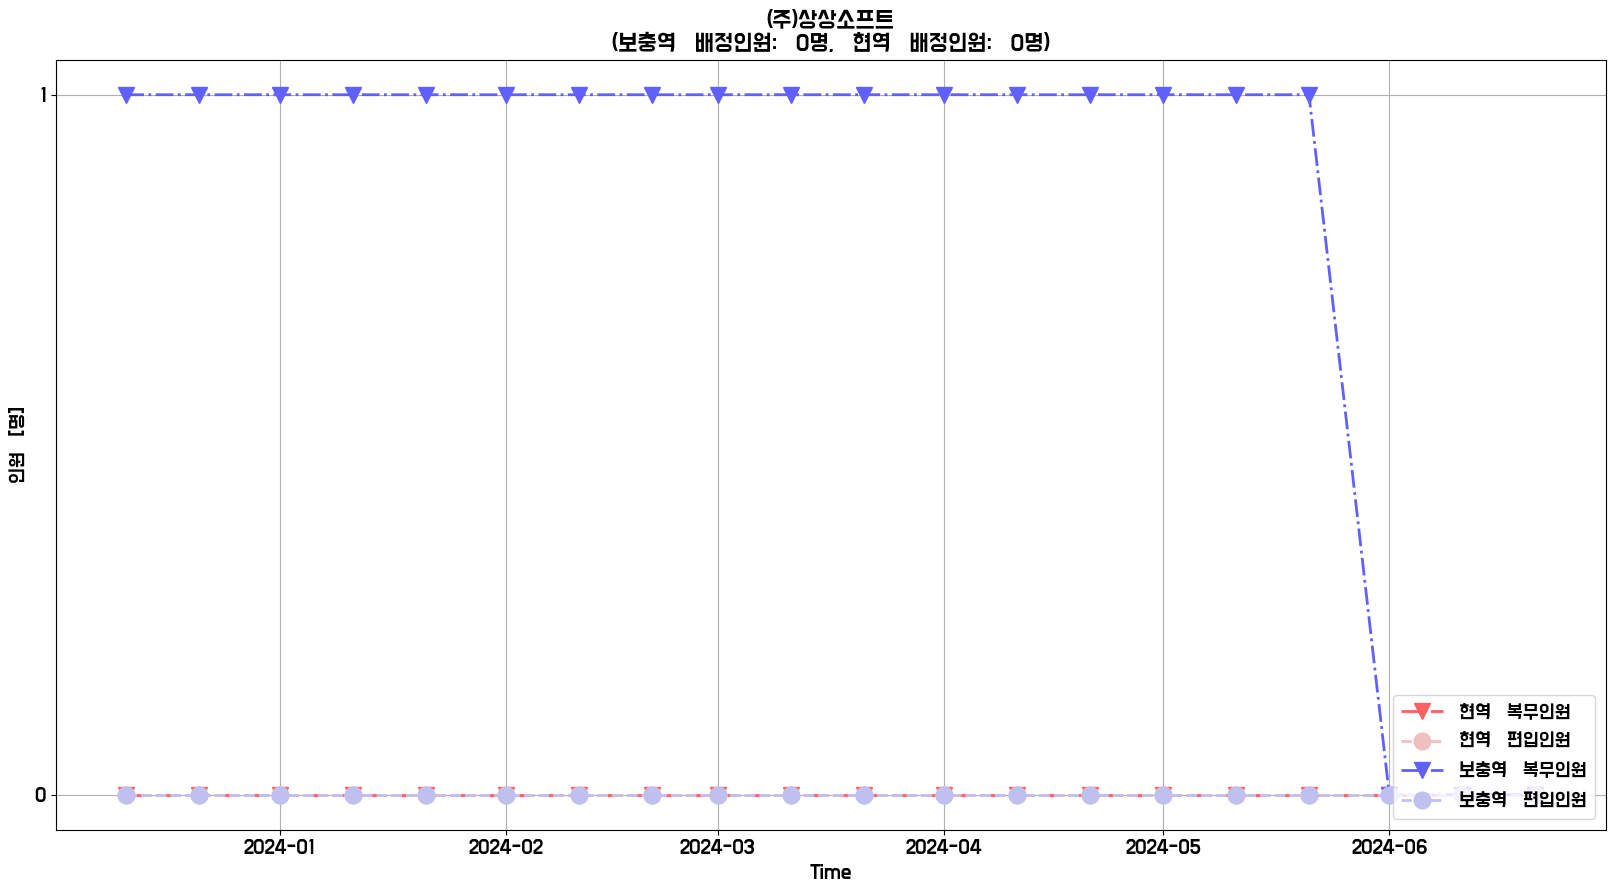 (주)상상소프트
(보충역 배정인원: 0명, 현역 배정인원: 0명)
1
0
인원 [명]
2024-01
2024-02
2024-03
2024-04
2024-05
2024-06
Time
현역 복무인원
현역 편입인원
보충역 복무인원
보충역 편입인원